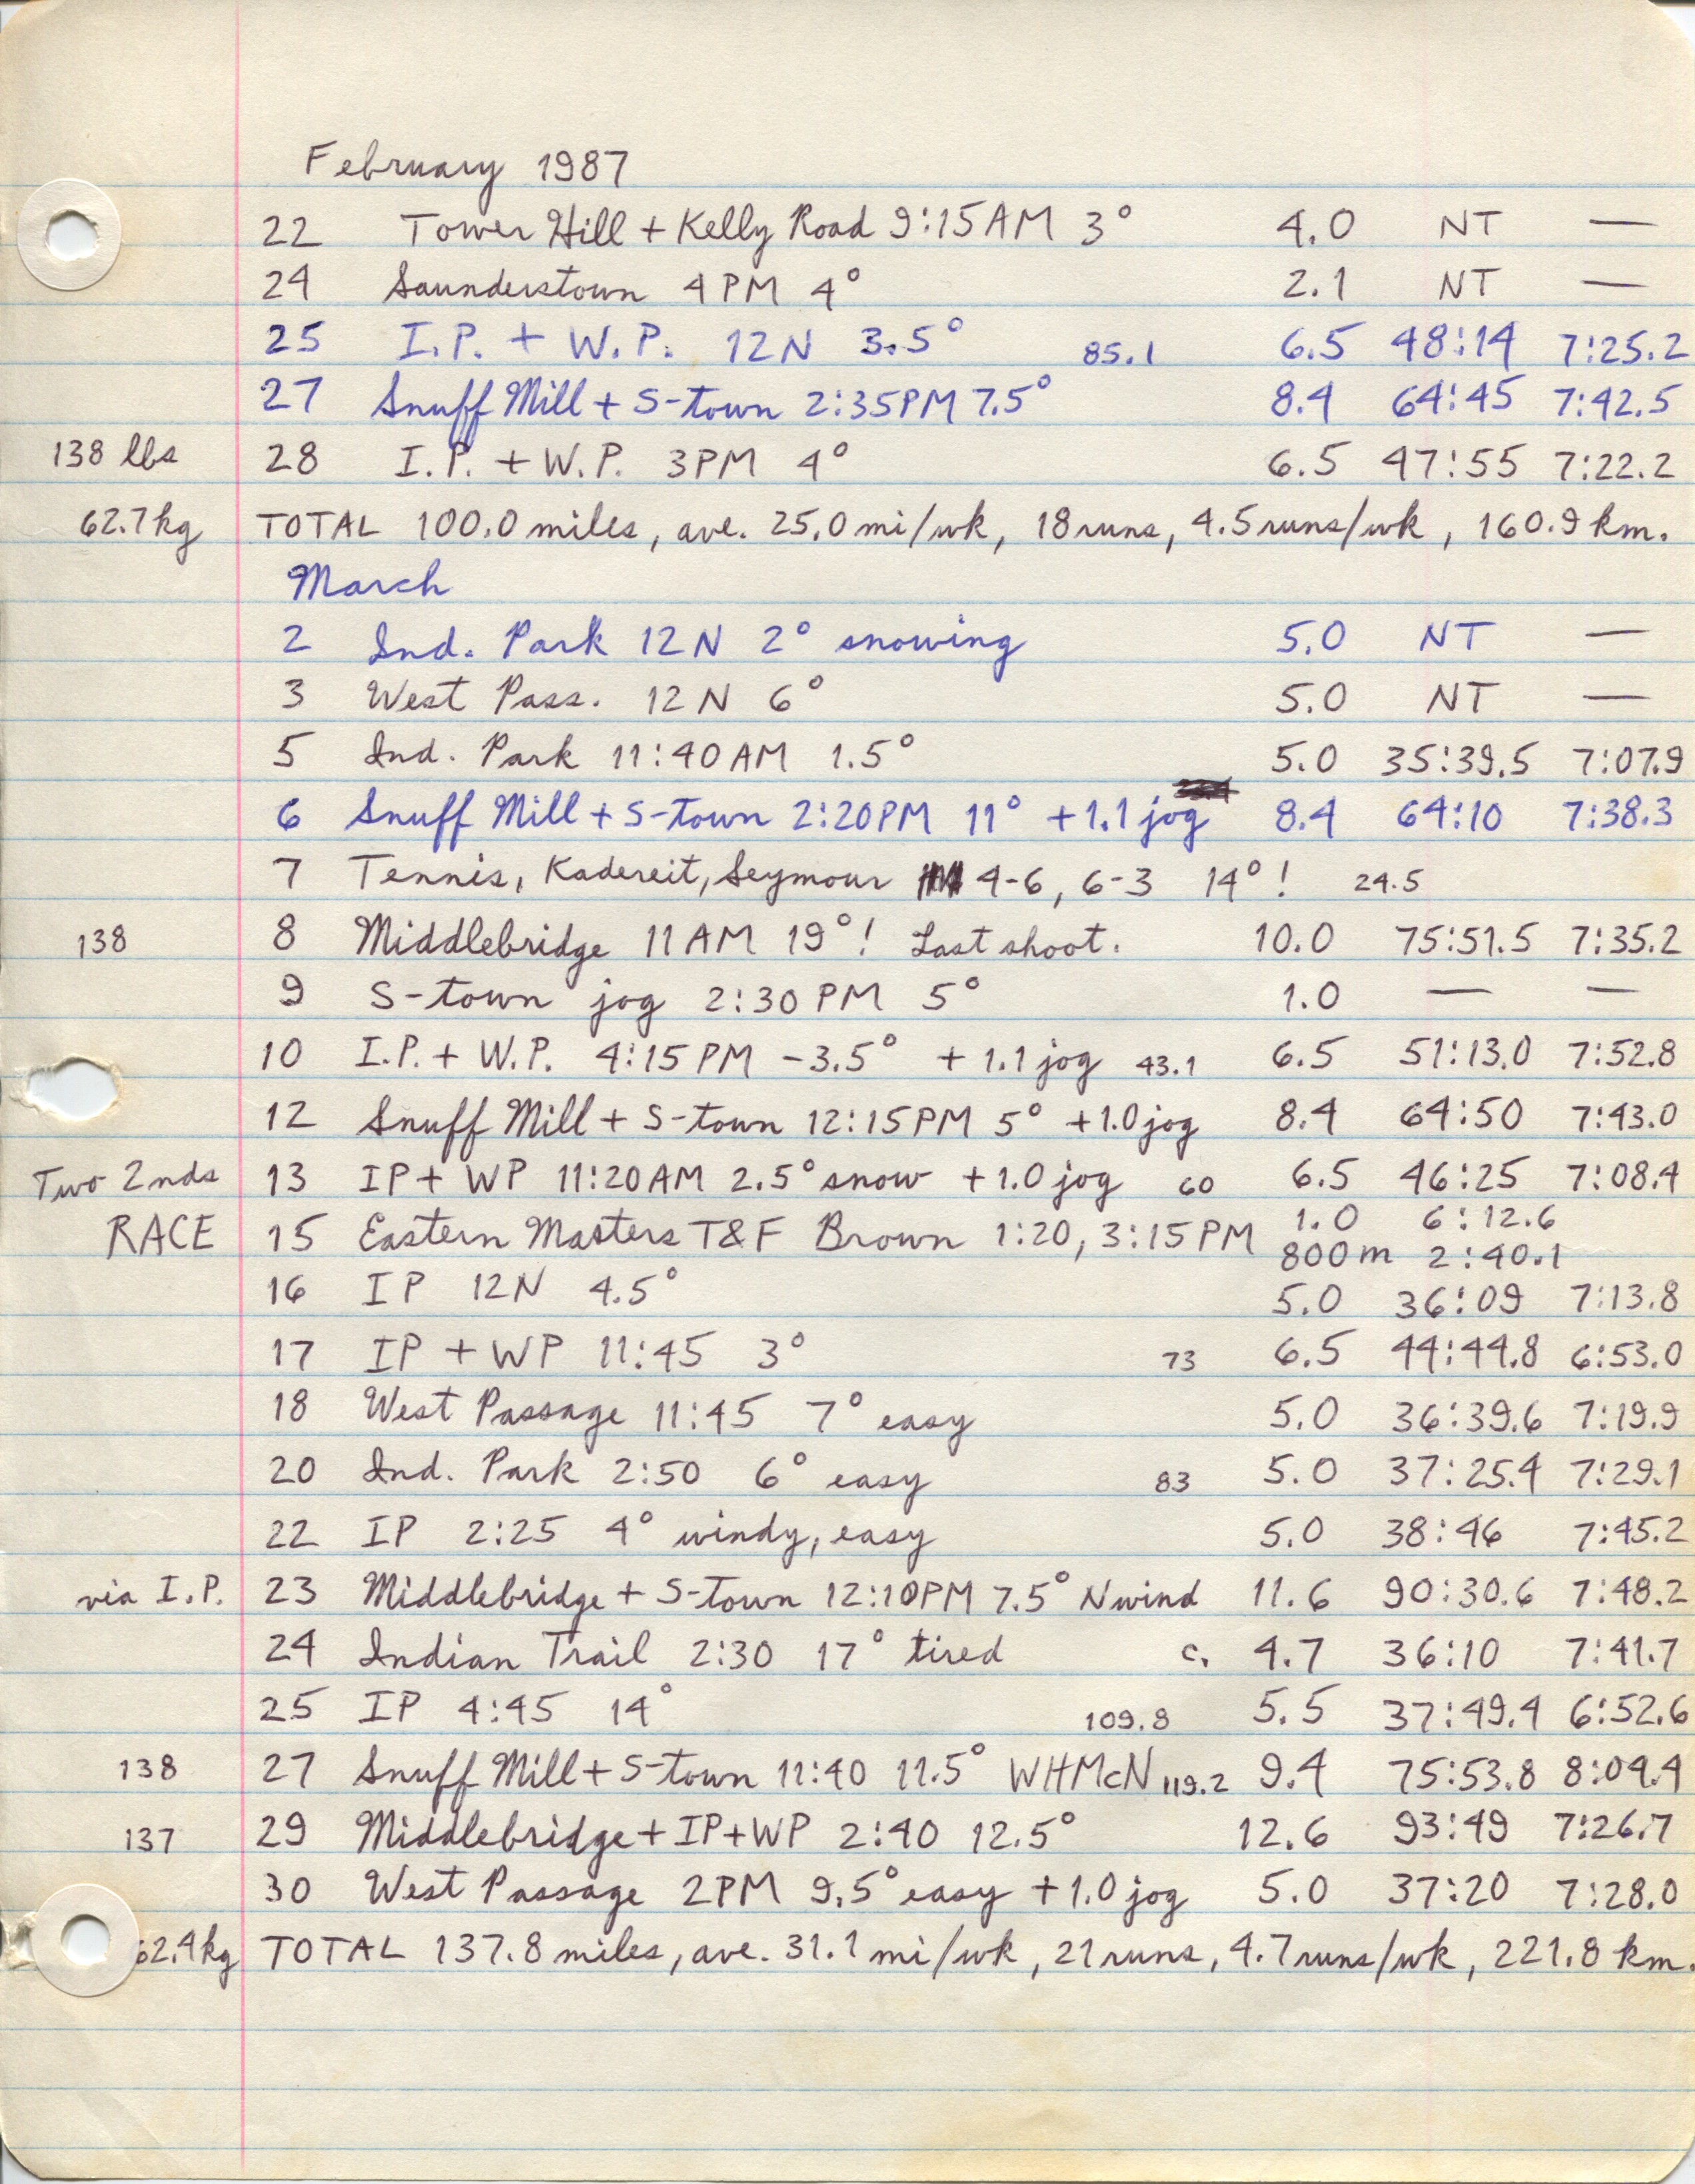 February 1987
22 Tower Hill + Kelly Road 9:15 AM 3° 4.0 NT —
24 Saunderstown 4 PM 4° 2.1 NT —
25 I.P. + W.P. 12N 3.5° 85.1 6.5 48:14 7:25.2
27 Snuff Mill + S-town 2:35PM 7.5° 8.4 64:45 7:42.5
138 lbs 28 I.P. + W.P. 3PM 4° 6.5 47:55 7:22.2
62.7 kg TOTAL 100.0 miles, ave. 25.0 mi/wk, 18 runs, 4.5 runs/wk, 160.9 km.
March
2 Ind. Park 12N 2° snowing 5.0 NT —
3 West Pass. 12 N 6° 5.0 NT —
5 Ind. Park 11:40 AM 1.5° 5.0 35:39.5 7:07.9
6 Snuff Mill + S-town 2:20PM 11° +1.1 jog 8.4 64:10 7:38.3
7 Tennis, Kadereit, Seymour 4-6, 6-3 14°! 24.5
138 8 Middlebridge 11 AM 19°! Last shoot. 10.0 75:51.5 7:35.2
9 S-town jog 2:30 PM 5° 1.0 — —
10 I.P. + W.P. 4:15 PM -3.5° + 1.1 jog 43.1 6.5 51:13.0 7:52.8
12 Snuff Mill + S-town 12:15PM 5° +1.0 jog 8.4 64:50 7:43.0
Two 2nds 13 IP + WP 11:20AM 2.5° snow +1.0 jog 60 6.5 46:25 7:08.4
RACE 15 Eastern Masters T&F Brown 1:20, 3:15 PM 1.0 6:12.6
800 m 2:40.1
16 IP 12N 4.5° 5.0 36:09 7:13.8
17 IP + WP 11:45 3° 73 6.5 44:44.8 6:53.0
18 West Passage 11:45 7° easy 5.0 36:39.6 7:19.9
20 Ind. Park 2:50 6° easy 83 5.0 37:25.4 7:29.1
22 IP 2:25 4° windy, easy 5.0 38:46 7:45.2
via I.P. 23 Middlebridge + S-town 12:10PM 7.5° N wind 11.6 90:30.6 7:48.2
24 Indian Trail 2:30 17° tired c. 4.7 36:10 7:41.7
25 IP 4:45 14° 109.8 5.5 37:49.4 6:52.6
138 27 Snuff Mill + S-town 11:40 11.5° WHMcN 119.2 9.4 75:53.8 8:04.4
137 29 Middlebridge + IP + WP 2:40 12.5° 12.6 93:49 7:26.7
30 West Passage 2PM 9.5° easy + 1.0 jog 5.0 37:20 7:28.0
62.4 kg TOTAL 137.8 miles, ave. 31.1 mi/wk, 21 runs, 4.7 runs/wk, 221.8 km.